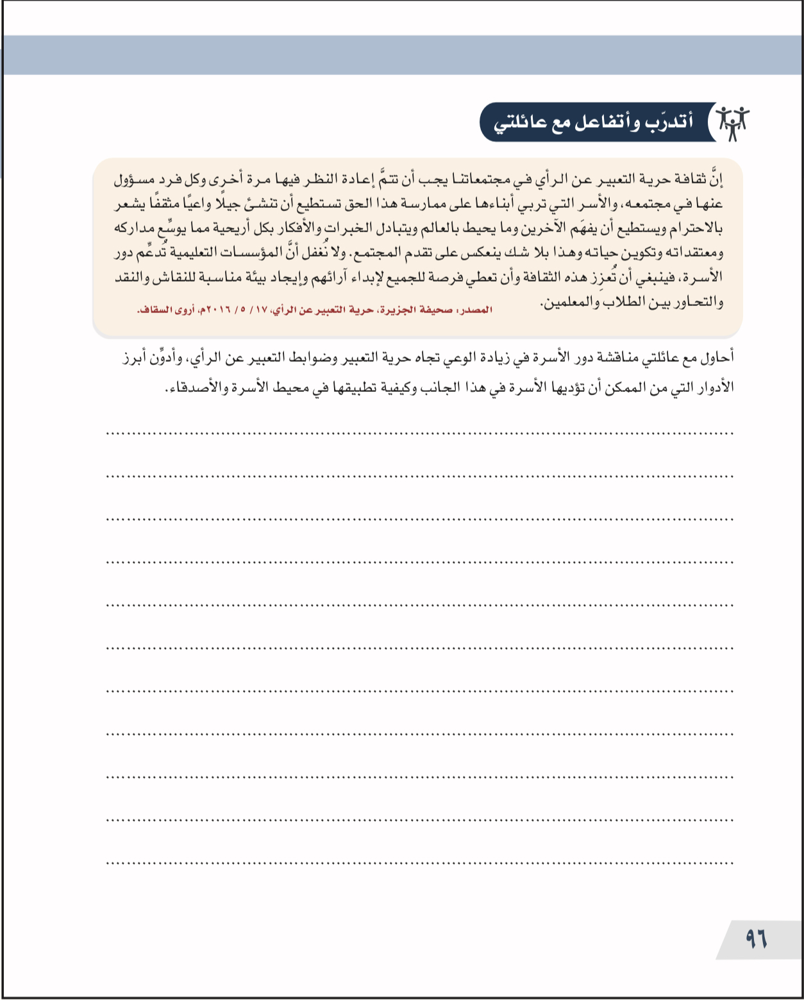 أتدرّب وأتفاعل مع عائلتي
إنَّ ثقافة حرية التعبير عن الرأي في مجتمعاتنا يجب أن تتمَّ إعادة النظر فيها مرة أخرى وكل فرد مسؤول
عنها في مجتمعه، والأسر التي تربي أبناءها على ممارسة هذا الحق تستطيع أن تنشئ جيلًا واعيًا مثقفًا يشعر
بالاحترام ويستطيع أن يفهَم الآخرين وما يحيط بالعالم ويتبادل الخبرات والأفكار بكل أريحية مما يوسِّع مداركه
ومعتقداته وتكوين حياته وهذا بلا شك ينعكس على تقدم المجتمع. ولا نُغفل أنَّ المؤسسات التعليمية تُدعِّم دور
الأسرة، فينبغي أن تُعزِز هذه الثقافة وأن تعطي فرصة للجميع لإبداء آرائهم وإيجاد بيئة مناسبة للنقاش والنقد
والتحاور بين الطلاب والمعلمين.
المصدر: صحيفة الجزيرة، حرية التعبير عن الرأي، ١٧/ ٥/ ٢٠١٦م، أروى السقاف.
أحاول مع عائلتي مناقشة دور الأسرة في زيادة الوعي تجاه حرية التعبير وضوابط التعبير عن الرأي، وأدوِّن أبرز
الأدوار التي من الممكن أن تؤديها الأسرة في هذا الجانب وكيفية تطبيقها في محيط الأسرة والأصدقاء.
٩٦